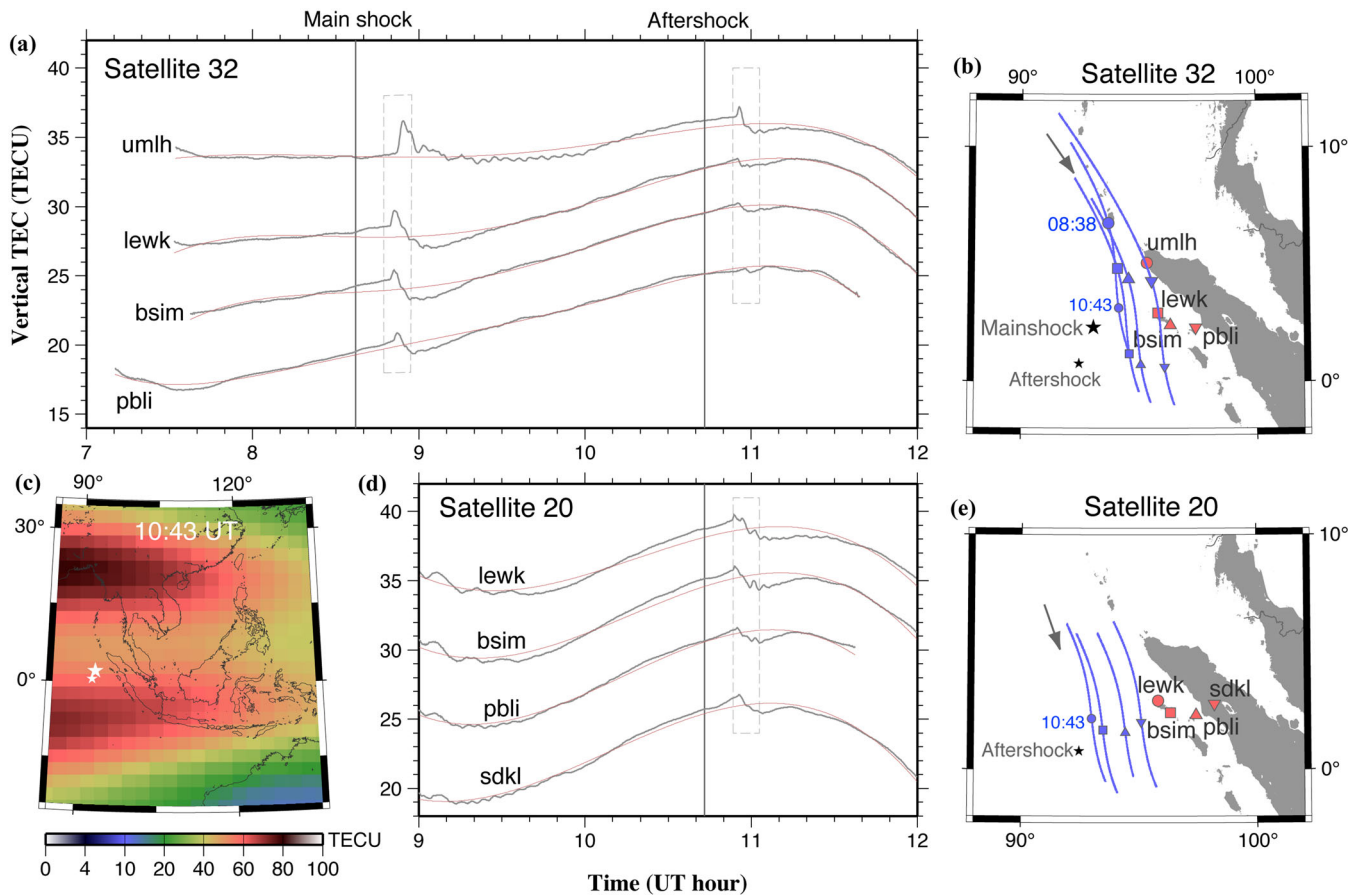 Main shock
Aftershock
(a)
Satellite 32
Vertical TEC (TECU)
40
35
30
25
20
15
umlh
lewk
bsim
pbli
7
8
9
10
11
12
(b)
Satellite 32
90°
100°
10°
0°
08:38
10:43
umlh
lewk
bsim
pbli
Mainshock
Aftershock
90°
100°
(c)
90°
120°
30°
0°
10:43 UT
TECU
0 4 10 20 40 60 80 100
(d)
Satellite 20
40
35
30
25
20
lewk
bsim
pbli
sdkl
9
10
11
12
Time (UT hour)
(e)
Satellite 20
10°
0°
lewk
sdkl
bsim
pbli
10:43
Aftershock
90°
100°